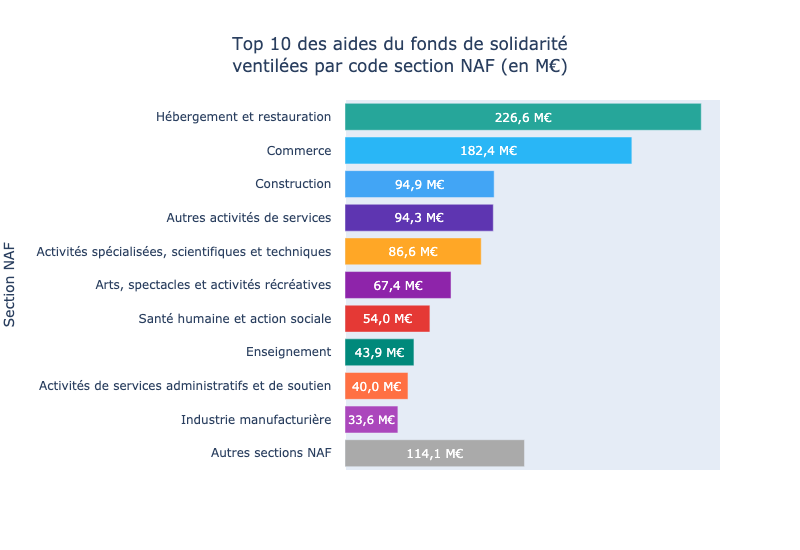 Top 10 des aides du fonds de solidarité
ventilées par code section NAF (en M€)
Section NAF
Hébergement et restauration 226,6 M€
Commerce 182,4 M€
Construction 94,9 M€
Autres activités de services 94,3 M€
Activités spécialisées, scientifiques et techniques 86,6 M€
Arts, spectacles et activités récréatives 67,4 M€
Santé humaine et action sociale 54,0 M€
Enseignement 43,9 M€
Activités de services administratifs et de soutien 40,0 M€
Industrie manufacturière 33,6 M€
Autres sections NAF 114,1 M€